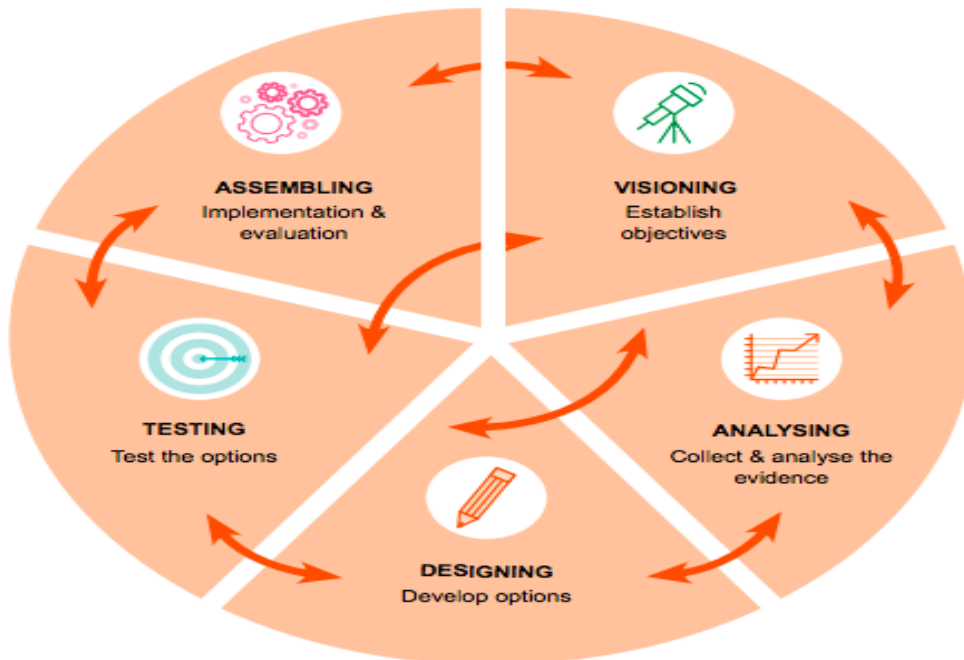 ASSEMBLING
Implementation &
evaluation
VISIONING
Establish
objectives
TESTING
Test the options
ANALYSING
Collect & analyse the
evidence
DESIGNING
Develop options